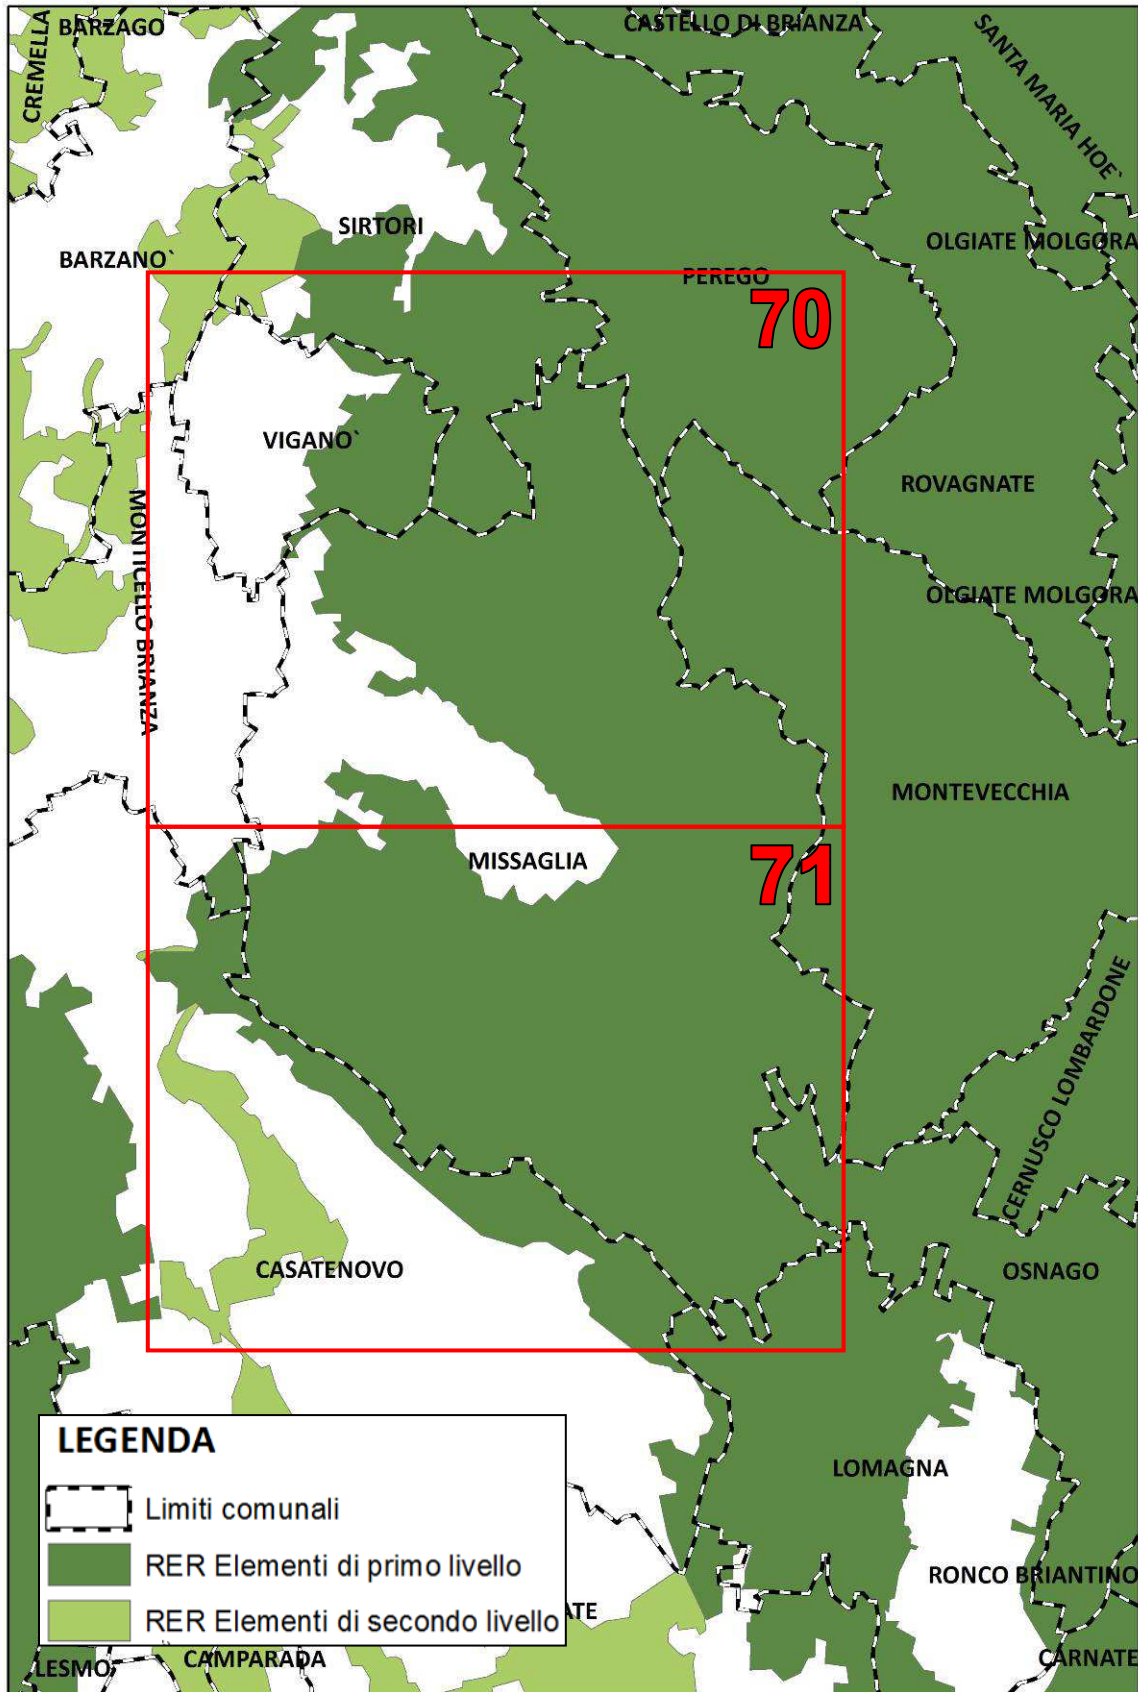 BARZAGO
CASTELLO DI BRIANZA
CREMELLA
SANTA MARIA HOE`
SIRTORI
OLGIATE MOLGORA
BARZANO`
PEREGO
70
VIGANO`
ROVAGNATE
MONTICELLO BRIANZA
OLGIATE MOLGORA
MONTEVECCHIA
MISSAGLIA
71
CERNUSCO LOMBARDONE
CASATENOVO
OSNAGO
LEGENDA
Limiti comunali
RER Elementi di primo livello
RER Elementi di secondo livello
LOMAGNA
RONCO BRIANTINO
CAMPARADA
LESMO
CARNATE